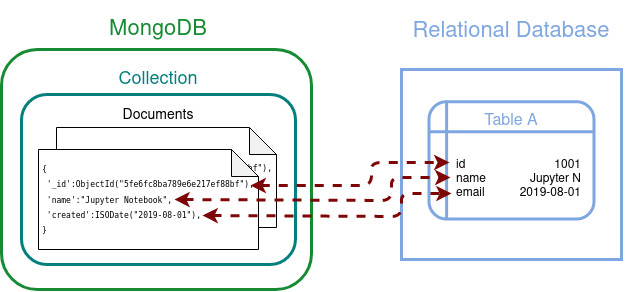 MongoDB
Collection
Documents
bf"),
{
'_id':ObjectId("5fe6fc8ba789e6e217ef88bf"),
'name':"Jupyter Notebook",
'created':ISODate("2019-08-01"),
}
Relational Database
Table A
id 1001
name Jupyter N
email 2019-08-01